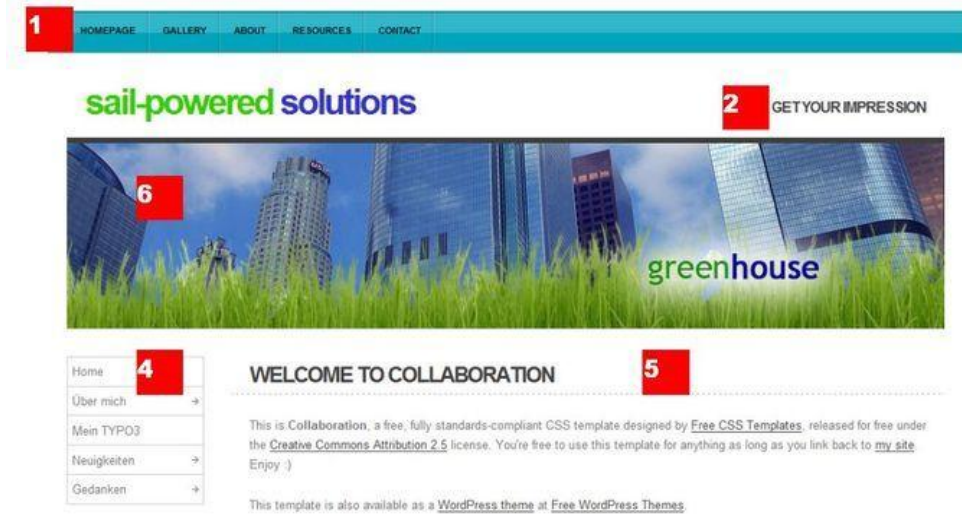 1 HOMEPAGE GALLERY ABOUT RESOURCES CONTACT
sail-powered solutions
2 GET YOUR IMPRESSION
6
greenhouse
Home 4
Über mich
Mein TYPO3
Neuigkeiten
Gedanken
WELCOME TO COLLABORATION 5
This is Collaboration, a free, fully standards-compliant CSS template designed by Free CSS Templates, released for free under
the Creative Commons Attribution 2.5 license. You're free to use this template for anything as long as you link back to my site.
Enjoy :)
This template is also available as a WordPress theme at Free WordPress Themes.